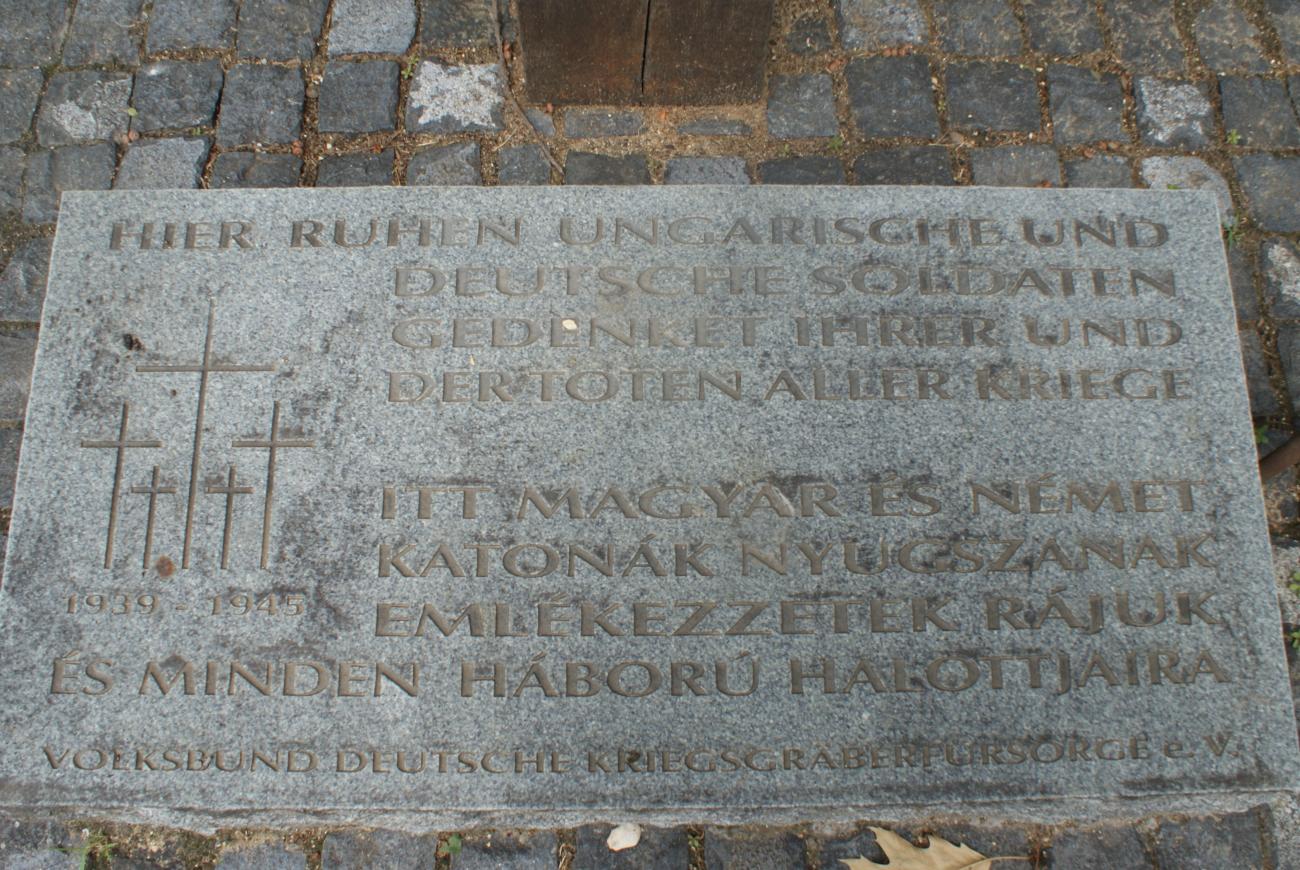 HIER RUHEN UNGARISCHE UND
DEUTSCHE SOLDATEN
GEDENKET IHRER UND
DER TOTEN ALLER KRIEGE
ITT MAGYAR ÉS NÉMET
KATONÁK NYUGSZANAK
EMLÉKEZZETEK RÁJUK
1939 - 1945
ÉS MINDEN HÁBORÚ HALOTTJAIRA
VOLKSBUND DEUTSCHE KRIEGSGRÄBERFÜRSORGE e. V.